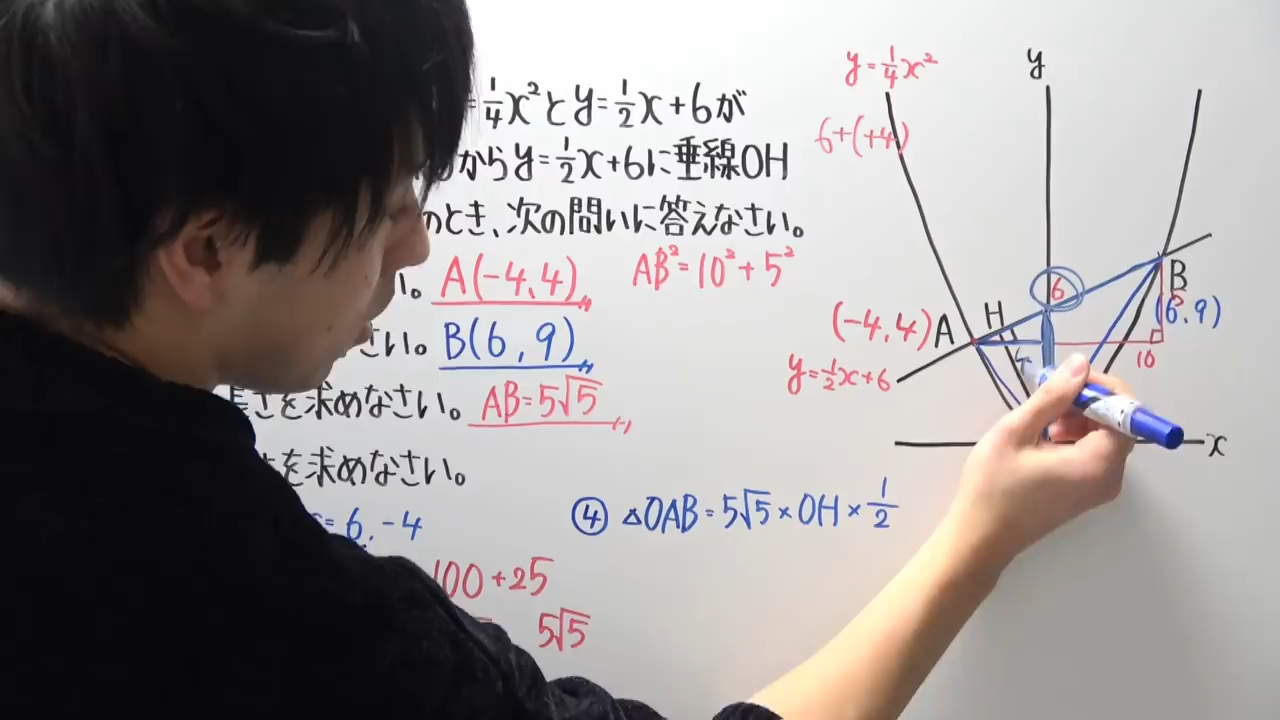 =1/4x²とy=1/2x+6が
からy=1/2x+6に垂線OH
のとき、次の問いに答えなさい。
い。 A(-4,4)
AB²=10²+5²
さい。 B(6,9)
長さを求めなさい。 AB=5√5
を求めなさい。
= 6, -4
100+25
5√5
④ △OAB=5√5×OH×1/2
y=1/4x²
6+(+4)
y
6
B
(6,9)
H
(-4,4) A
y=1/2x+6
4
10
x